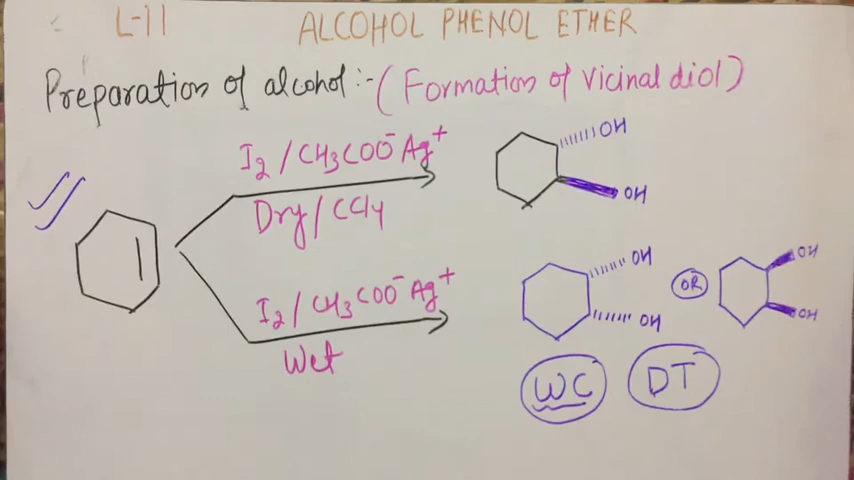 L-11 ALCOHOL PHENOL ETHER
Preparation of alcohol:- (Formation of vicinal diol)
I₂/CH₃COO⁻Ag⁺
Dry/CCl₄
OH
OH
I₂/CH₃COO⁻Ag⁺
Wet
OH
OH
OR
OH
OH
WC DT